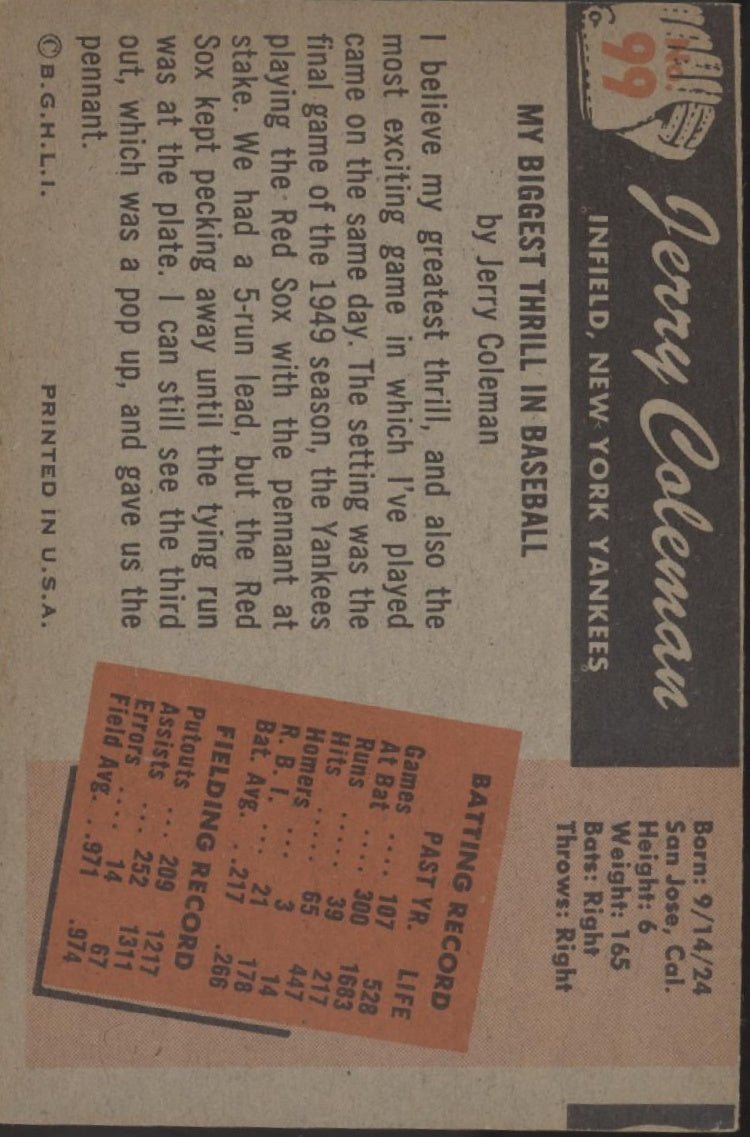 No.
99
Jerry Coleman
INFIELD, NEW YORK YANKEES
Born: 9/14/24
San Jose, Cal.
Height: 6
Weight: 165
Bats: Right
Throws: Right
MY BIGGEST THRILL IN BASEBALL
by Jerry Coleman
I believe my greatest thrill, and also the
most exciting game in which I've played
came on the same day. The setting was the
final game of the 1949 season, the Yankees
playing the Red Sox with the pennant at
stake. We had a 5-run lead, but the Red
Sox kept pecking away until the tying run
was at the plate. I can still see the third
out, which was a pop up, and gave us the
pennant.
© B.G.H.L.I. PRINTED IN U.S.A.
BATTING RECORD
PAST YR. LIFE
Games .... 107 528
At Bat .... 300 1683
Runs ..... 39 217
Hits ..... 65 447
Homers ... 3 14
R. B. I. ... 21 178
Bat. Avg. . .217 .266
FIELDING RECORD
Putouts ... 209 1217
Assists ... 252 1311
Errors .... 14 67
Field Avg. . .971 .974